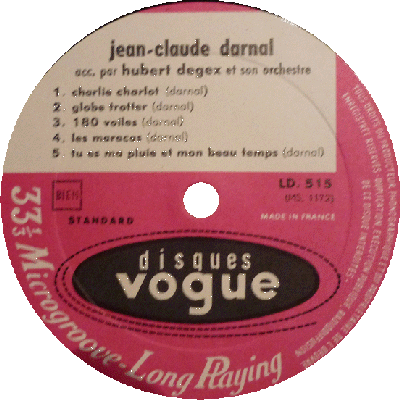 jean-claude darnal
acc. par hubert degex et son orchestre
1. charlie charlot (darnal)
2. globe trotter (darnal)
3. 180 voiles (darnal)
4. les maracas (darnal)
5. tu es ma pluie et mon beau temps (darnal)
BIEM
LD. 515
(MS. 1172)
STANDARD
MADE IN FRANCE
disques
vogue
33⅓ Microgroove-Long Playing